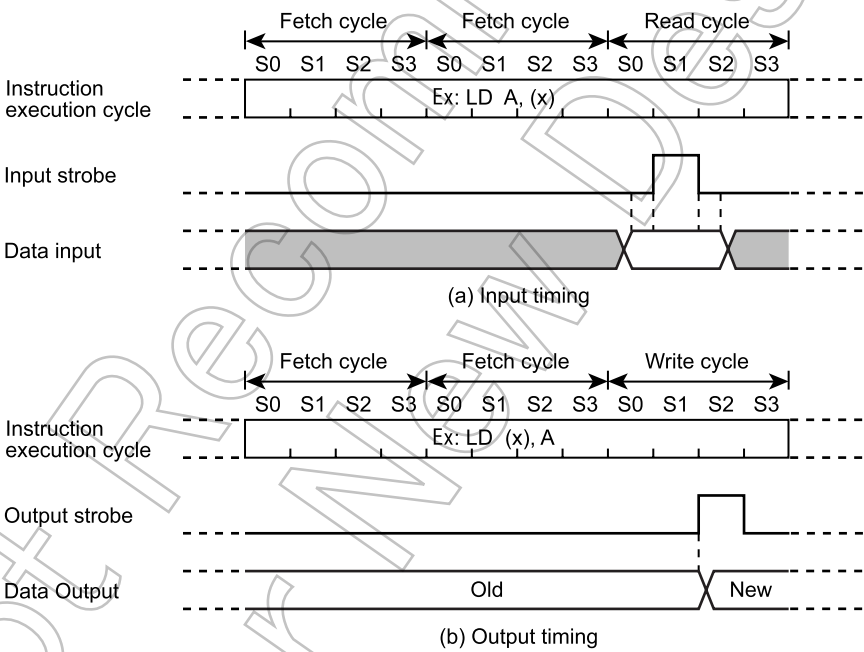 Fetch cycle Fetch cycle Read cycle
S0 S1 S2 S3 S0 S1 S2 S3 S0 S1 S2 S3
Instruction
execution cycle
Ex: LD A, (x)
Input strobe
Data input
(a) Input timing
Fetch cycle Fetch cycle Write cycle
S0 S1 S2 S3 S0 S1 S2 S3 S0 S1 S2 S3
Instruction
execution cycle
Ex: LD (x), A
Output strobe
Data Output
Old New
(b) Output timing